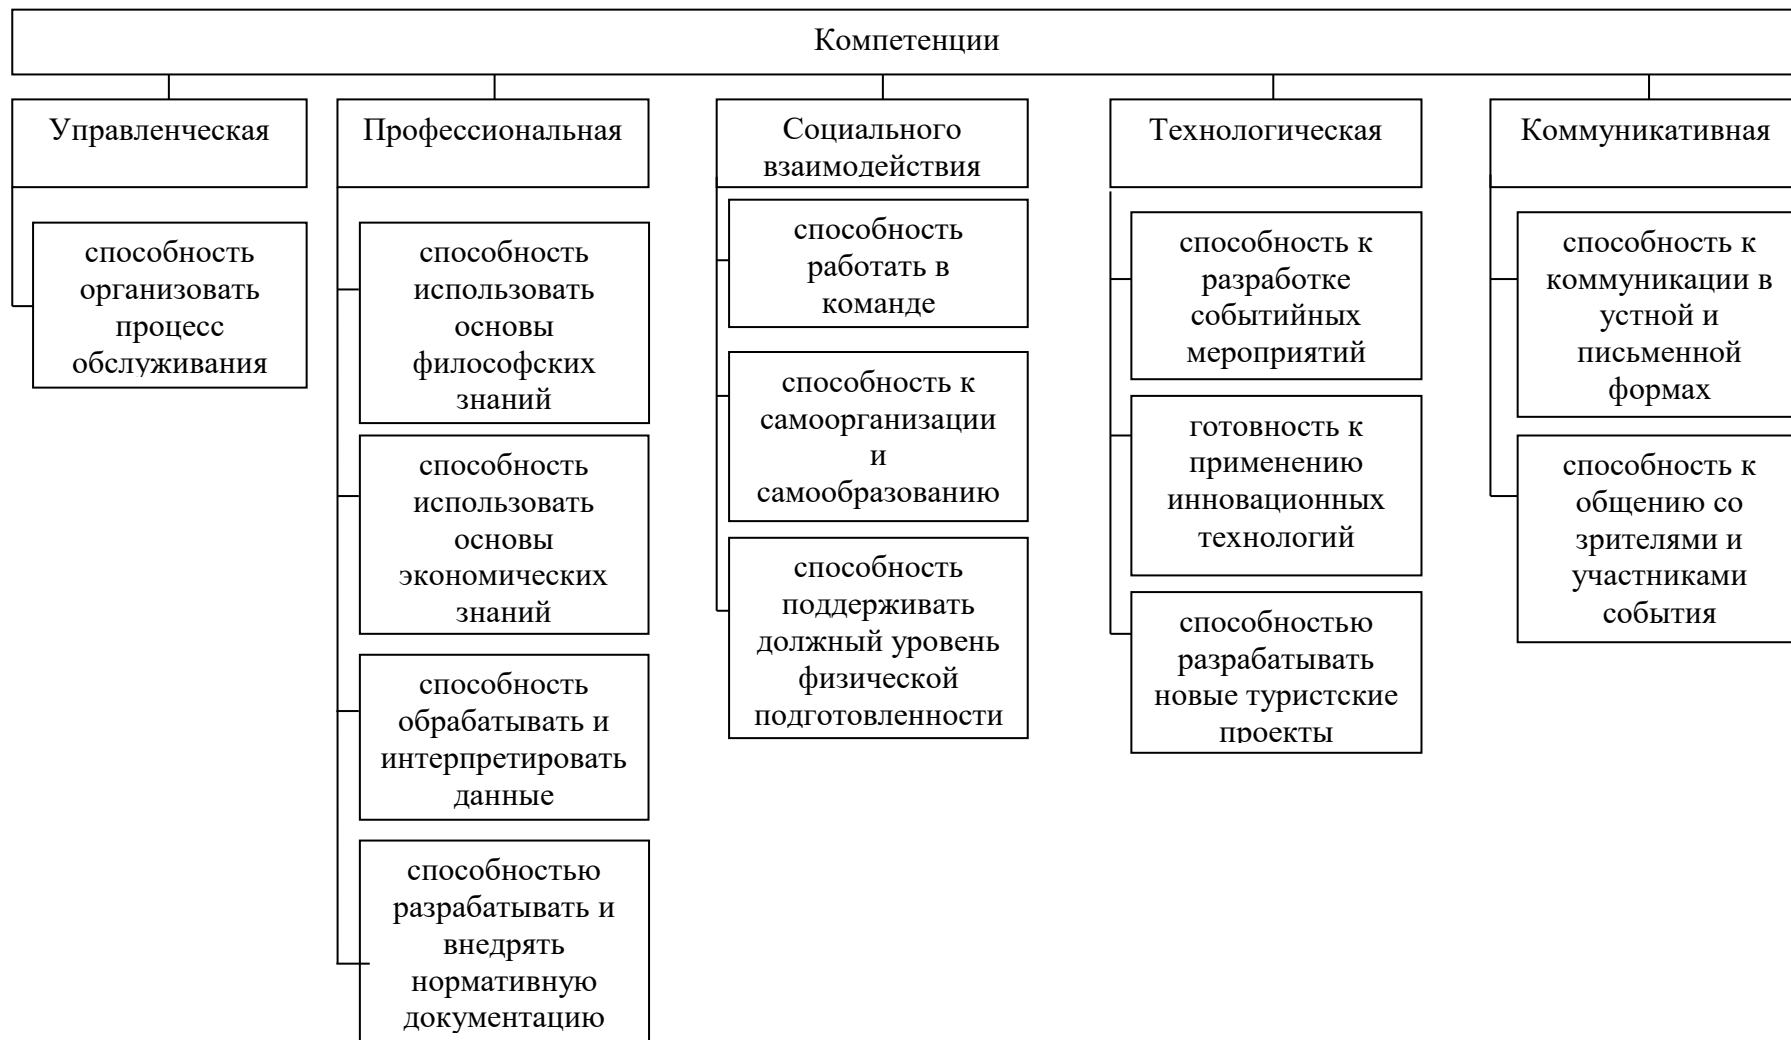 Компетенции
Управленческая
способность
организовать
процесс
обслуживания
Профессиональная
способность
использовать
основы
философских
знаний
способность
использовать
основы
экономических
знаний
способность
обрабатывать и
интерпретировать
данные
способностью
разрабатывать и
внедрять
нормативную
документацию
Социального
взаимодействия
способность
работать в
команде
способность к
самоорганизации
и
самообразованию
способность
поддерживать
должный уровень
физической
подготовленности
Технологическая
способность к
разработке
событийных
мероприятий
готовность к
применению
инновационных
технологий
способностью
разрабатывать
новые туристские
проекты
Коммуникативная
способность к
коммуникации в
устной и
письменной
формах
способность к
общению со
зрителями и
участниками
события